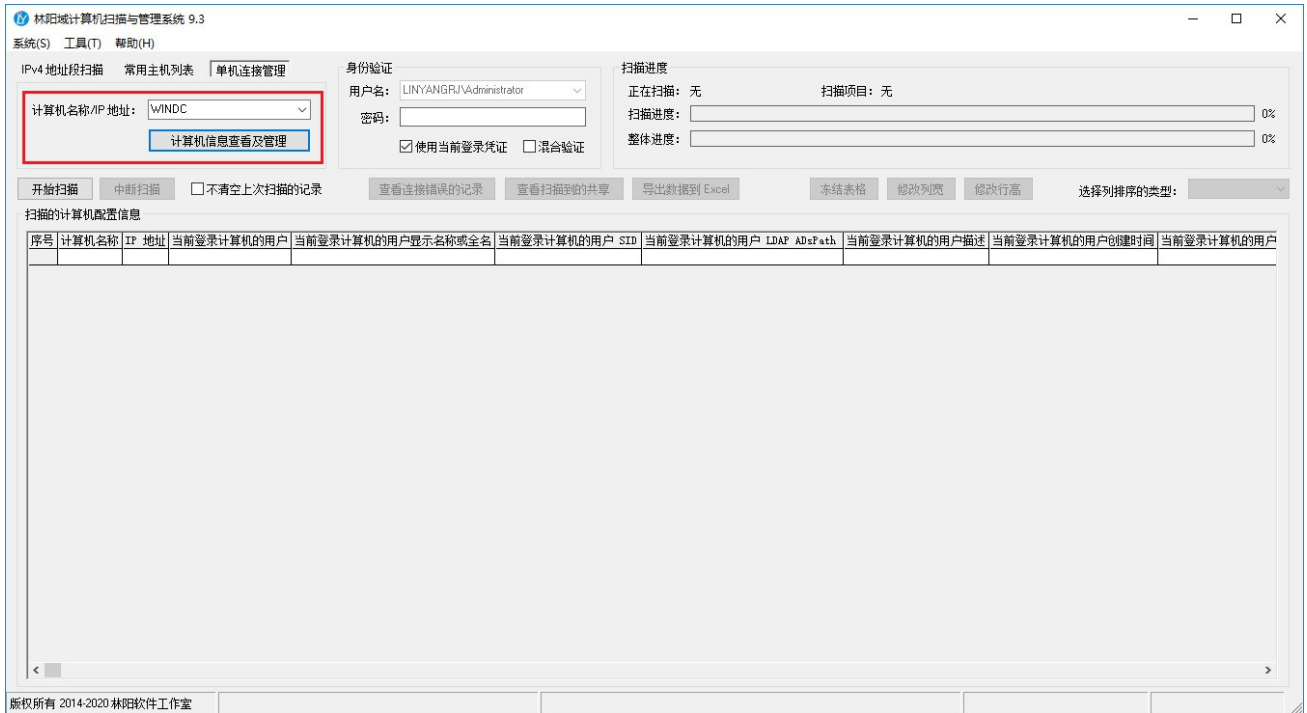 林阳域计算机扫描与管理系统 9.3
系统(S) 工具(T) 帮助(H)
IPv4 地址段扫描 常用主机列表 单机连接管理
计算机名称/IP 地址: WINDC
计算机信息查看及管理
身份验证
用户名: LINYANGRJ\Administrator
密码:
使用当前登录凭证 混合验证
扫描进度
正在扫描: 无 扫描项目: 无
扫描进度: 0%
整体进度: 0%
开始扫描 中断扫描 不清空上次扫描的记录 查看连接错误的记录 查看扫描到的共享 导出数据到 Excel 冻结表格 修改列宽 修改行高 选择列排序的类型:
扫描的计算机配置信息
序号 计算机名称 IP 地址 当前登录计算机的用户 当前登录计算机的用户显示名称或全名 当前登录计算机的用户 SID 当前登录计算机的用户 LDAP ADsPath 当前登录计算机的用户描述 当前登录计算机的用户创建时间 当前登录计算机的用户
版权所有 2014-2020 林阳软件工作室